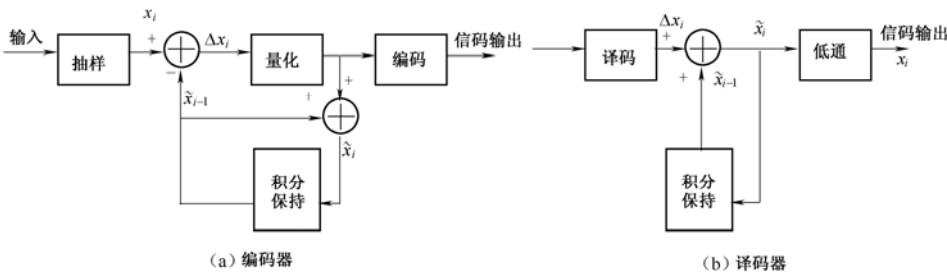 输入
抽样
x_i
+
−
Δx_i
量化
编码
信码输出
x̃_{i−1}
+
+
x̃_i
积分
保持
(a) 编码器
译码
Δx_i
+
+
x̃_{i−1}
x̃_i
低通
信码输出
x_i
积分
保持
(b) 译码器